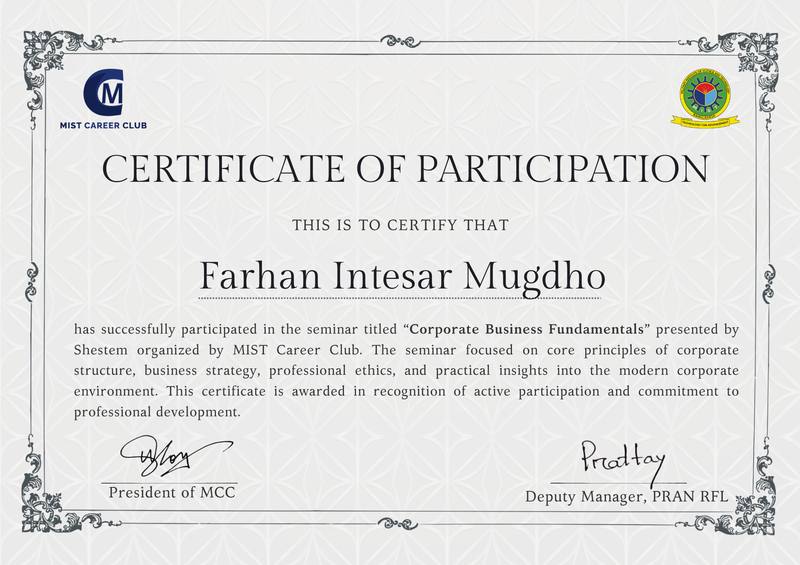 CM
MIST CAREER CLUB
CERTIFICATE OF PARTICIPATION
THIS IS TO CERTIFY THAT
Farhan Intesar Mugdho
has successfully participated in the seminar titled “Corporate Business Fundamentals” presented by
Shestem organized by MIST Career Club. The seminar focused on core principles of corporate
structure, business strategy, professional ethics, and practical insights into the modern corporate
environment. This certificate is awarded in recognition of active participation and commitment to
professional development.
Prattay
President of MCC
Deputy Manager, PRAN RFL